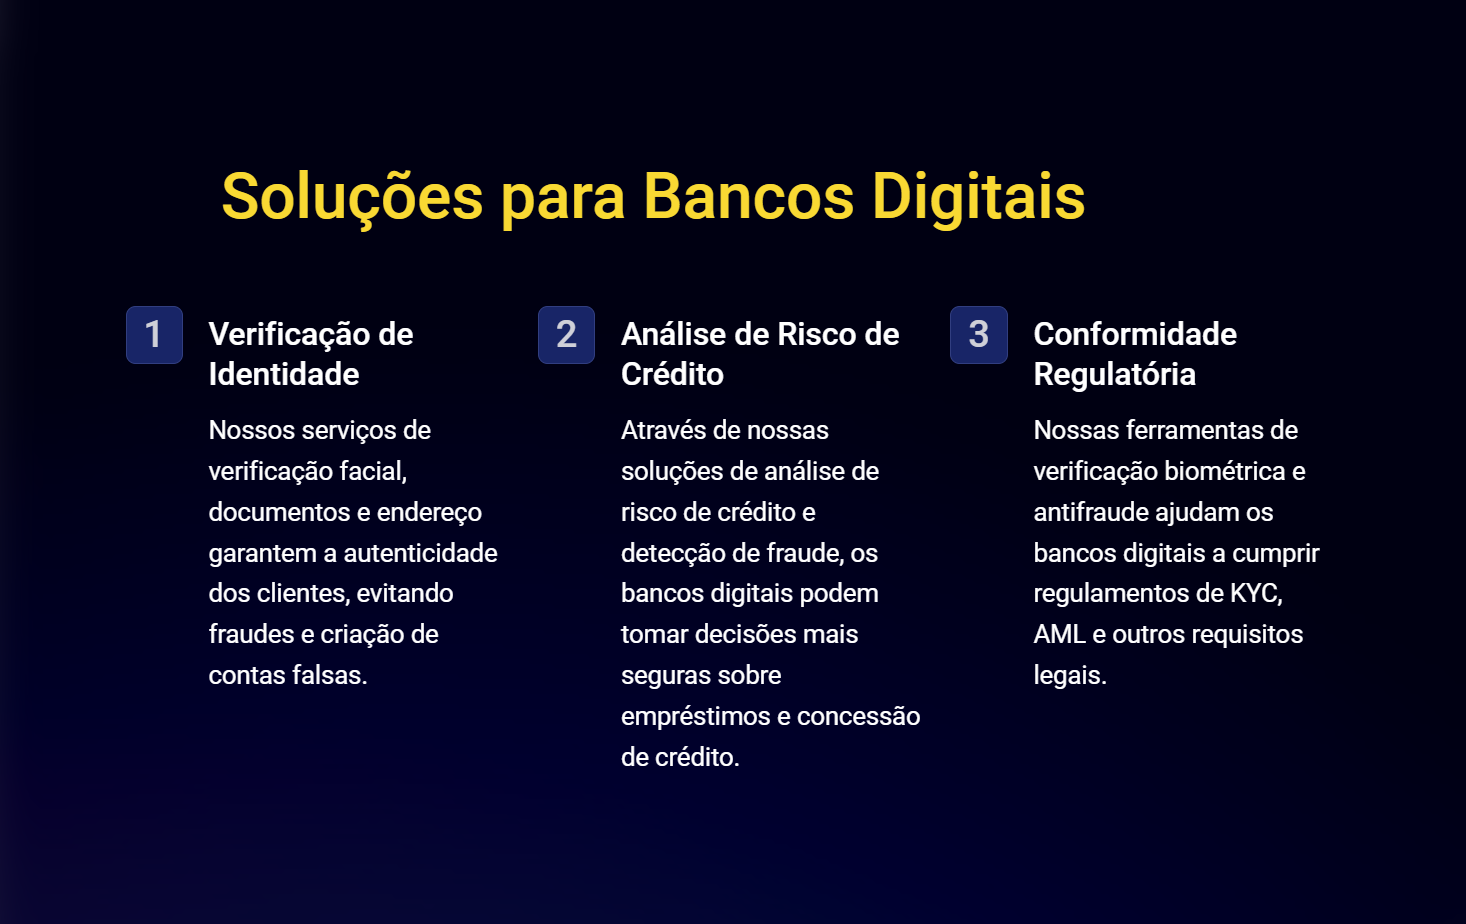 Soluções para Bancos Digitais
1
Verificação de
Identidade
Nossos serviços de
verificação facial,
documentos e endereço
garantem a autenticidade
dos clientes, evitando
fraudes e criação de
contas falsas.
2
Análise de Risco de
Crédito
Através de nossas
soluções de análise de
risco de crédito e
detecção de fraude, os
bancos digitais podem
tomar decisões mais
seguras sobre
empréstimos e concessão
de crédito.
3
Conformidade
Regulatória
Nossas ferramentas de
verificação biométrica e
antifraude ajudam os
bancos digitais a cumprir
regulamentos de KYC,
AML e outros requisitos
legais.